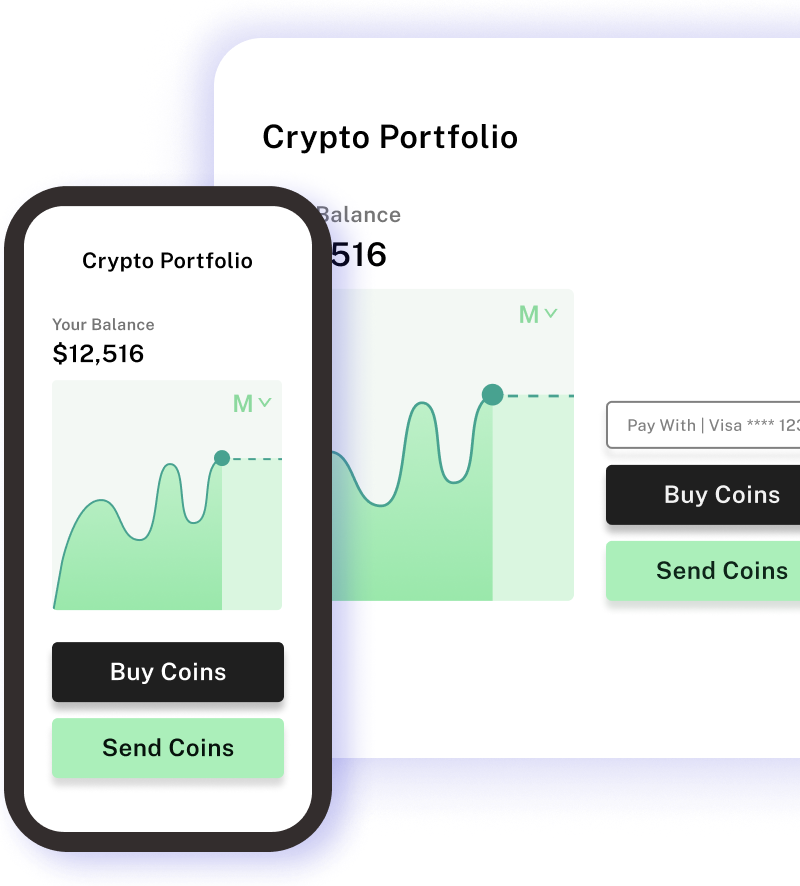 Crypto Portfolio
Balance
516
M
Pay With | Visa **** 123
Buy Coins
Send Coins
Crypto Portfolio
Your Balance
$12,516
M
Buy Coins
Send Coins